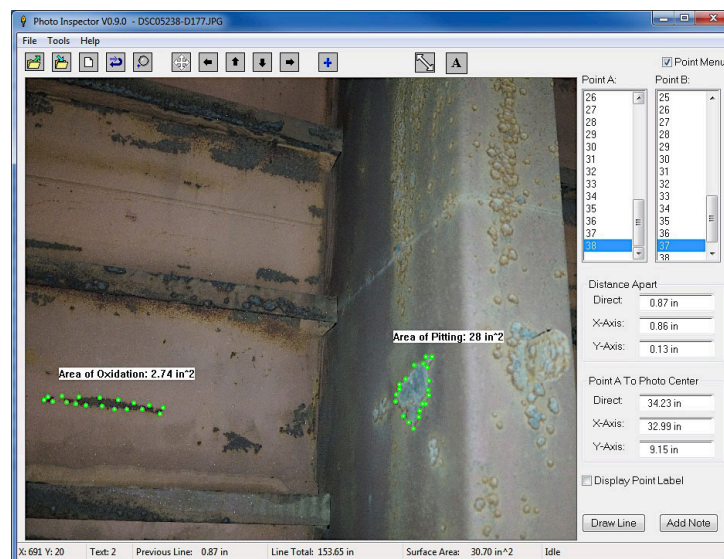 Photo Inspector V0.9.0 - DSC05238-D177.JPG
File Tools Help
A
Point Menu
Point A:
Point B:
26
27
28
29
30
31
32
33
34
35
36
37
38
25
26
27
28
29
30
31
32
33
34
35
36
37
38
Distance Apart
Direct: 0.87 in
X-Axis: 0.86 in
Y-Axis: 0.13 in
Area of Pitting: 28 in^2
Area of Oxidation: 2.74 in^2
Point A To Photo Center
Direct: 34.23 in
X-Axis: 32.99 in
Y-Axis: 9.15 in
Display Point Label
Draw Line
Add Note
X: 691 Y: 20 Text: 2 Previous Line: 0.87 in Line Total: 153.65 in Surface Area: 30.70 in^2 Idle